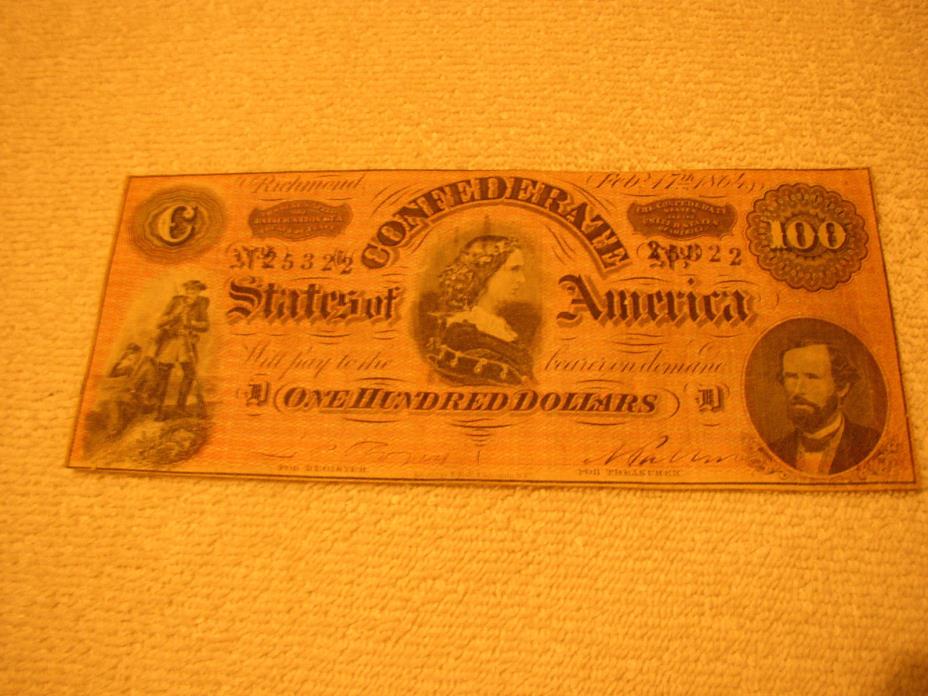 Richmond Feb. 17th 1864
C CONFEDERATE 100
No 25322
States of America
Will pay to the bearer on demand
D ONE HUNDRED DOLLARS D
FOR REGISTER FOR TREASURER